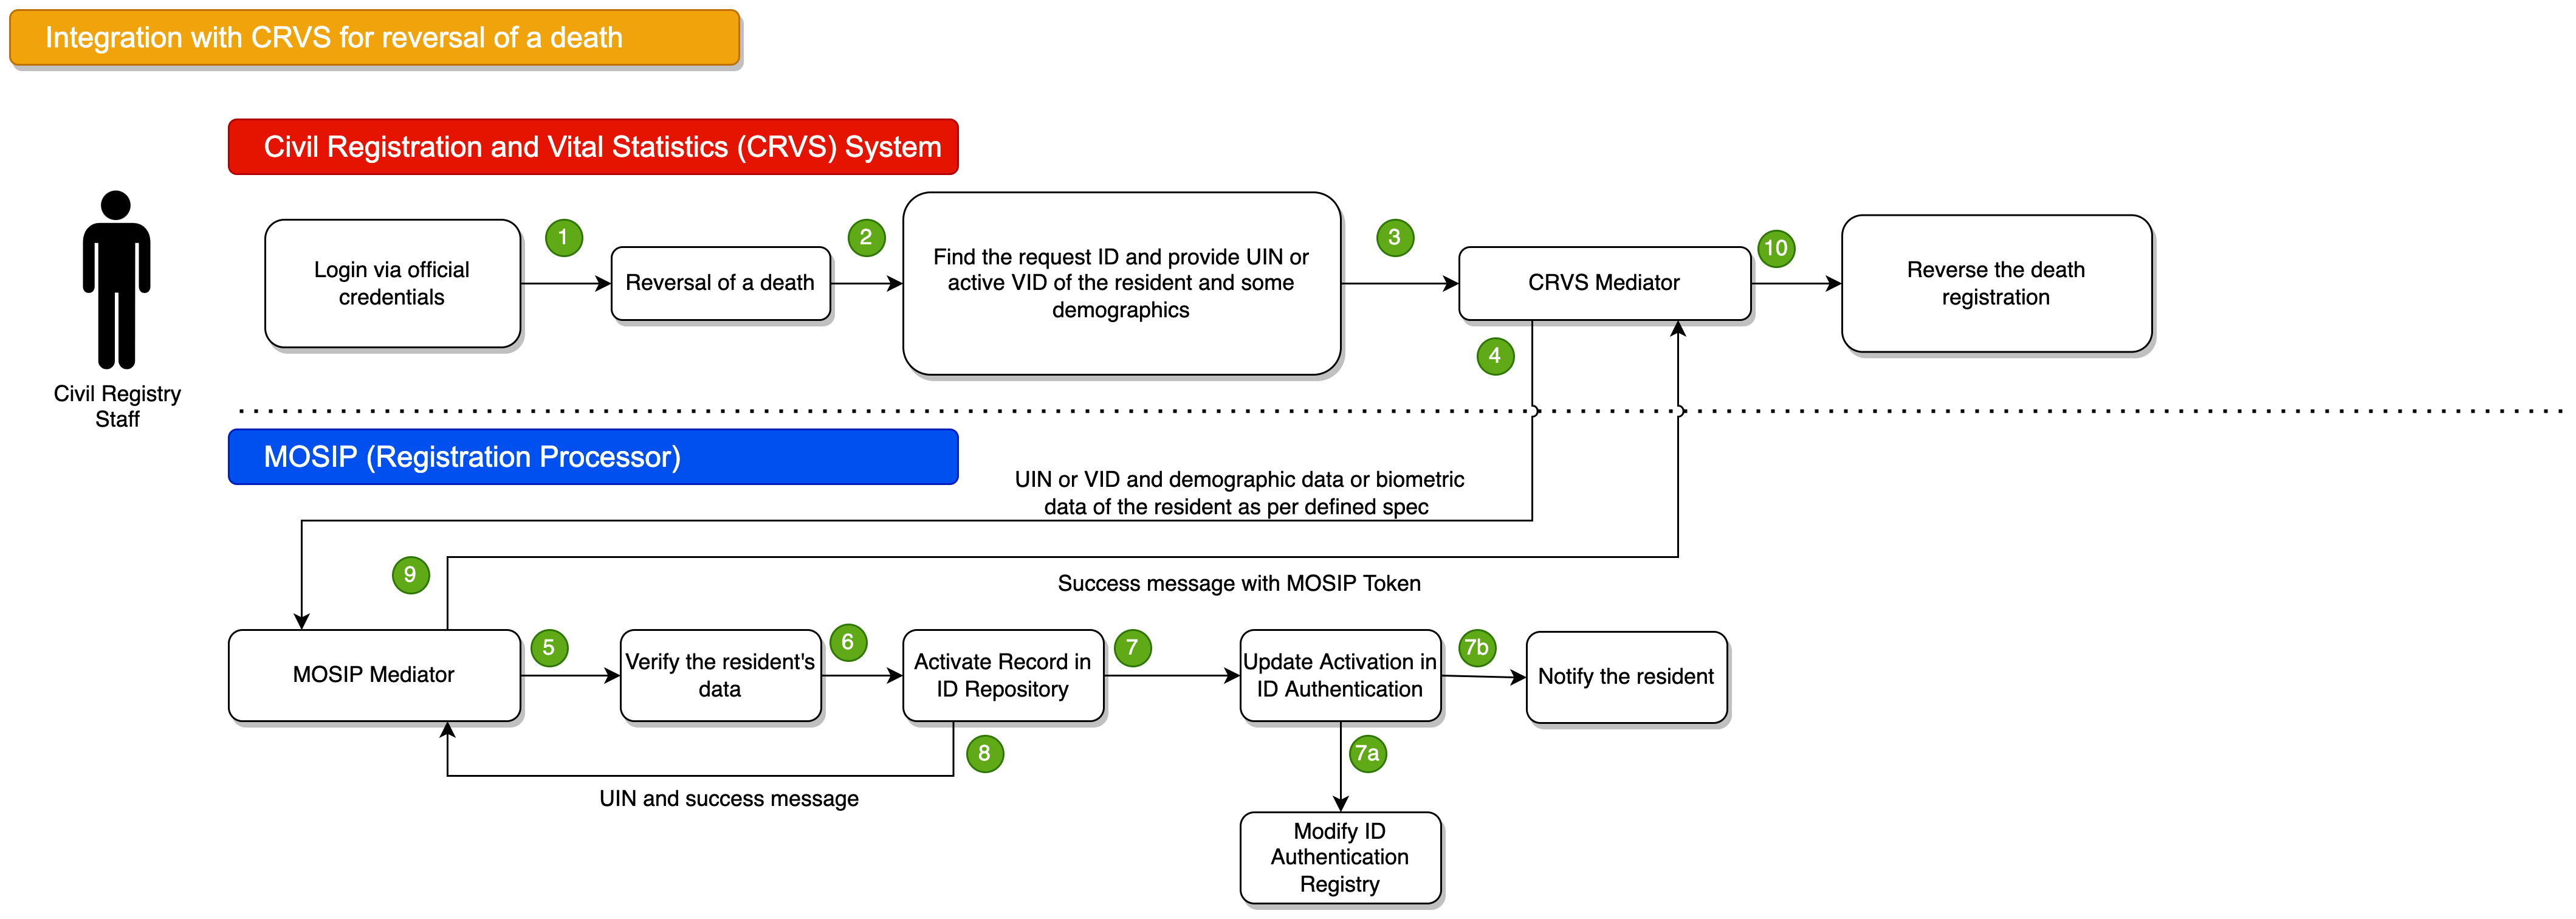 Integration with CRVS for reversal of a death
Civil Registration and Vital Statistics (CRVS) System
Civil Registry
Staff
Login via official
credentials
1
Reversal of a death
2
Find the request ID and provide UIN or
active VID of the resident and some
demographics
3
CRVS Mediator
10
Reverse the death
registration
4
MOSIP (Registration Processor)
UIN or VID and demographic data or biometric
data of the resident as per defined spec
9
Success message with MOSIP Token
MOSIP Mediator
5
Verify the resident's
data
6
Activate Record in
ID Repository
7
Update Activation in
ID Authentication
7b
Notify the resident
8
7a
UIN and success message
Modify ID
Authentication
Registry